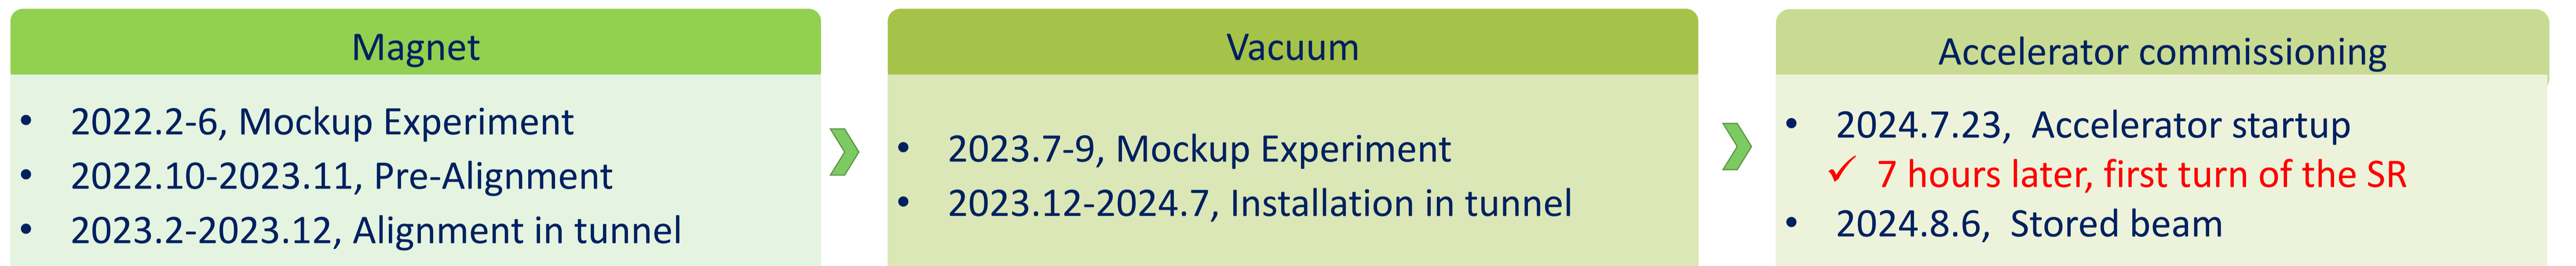 Magnet
• 2022.2-6, Mockup Experiment
• 2022.10-2023.11, Pre-Alignment
• 2023.2-2023.12, Alignment in tunnel
Vacuum
• 2023.7-9, Mockup Experiment
• 2023.12-2024.7, Installation in tunnel
Accelerator commissioning
• 2024.7.23, Accelerator startup
✓ 7 hours later, first turn of the SR
• 2024.8.6, Stored beam